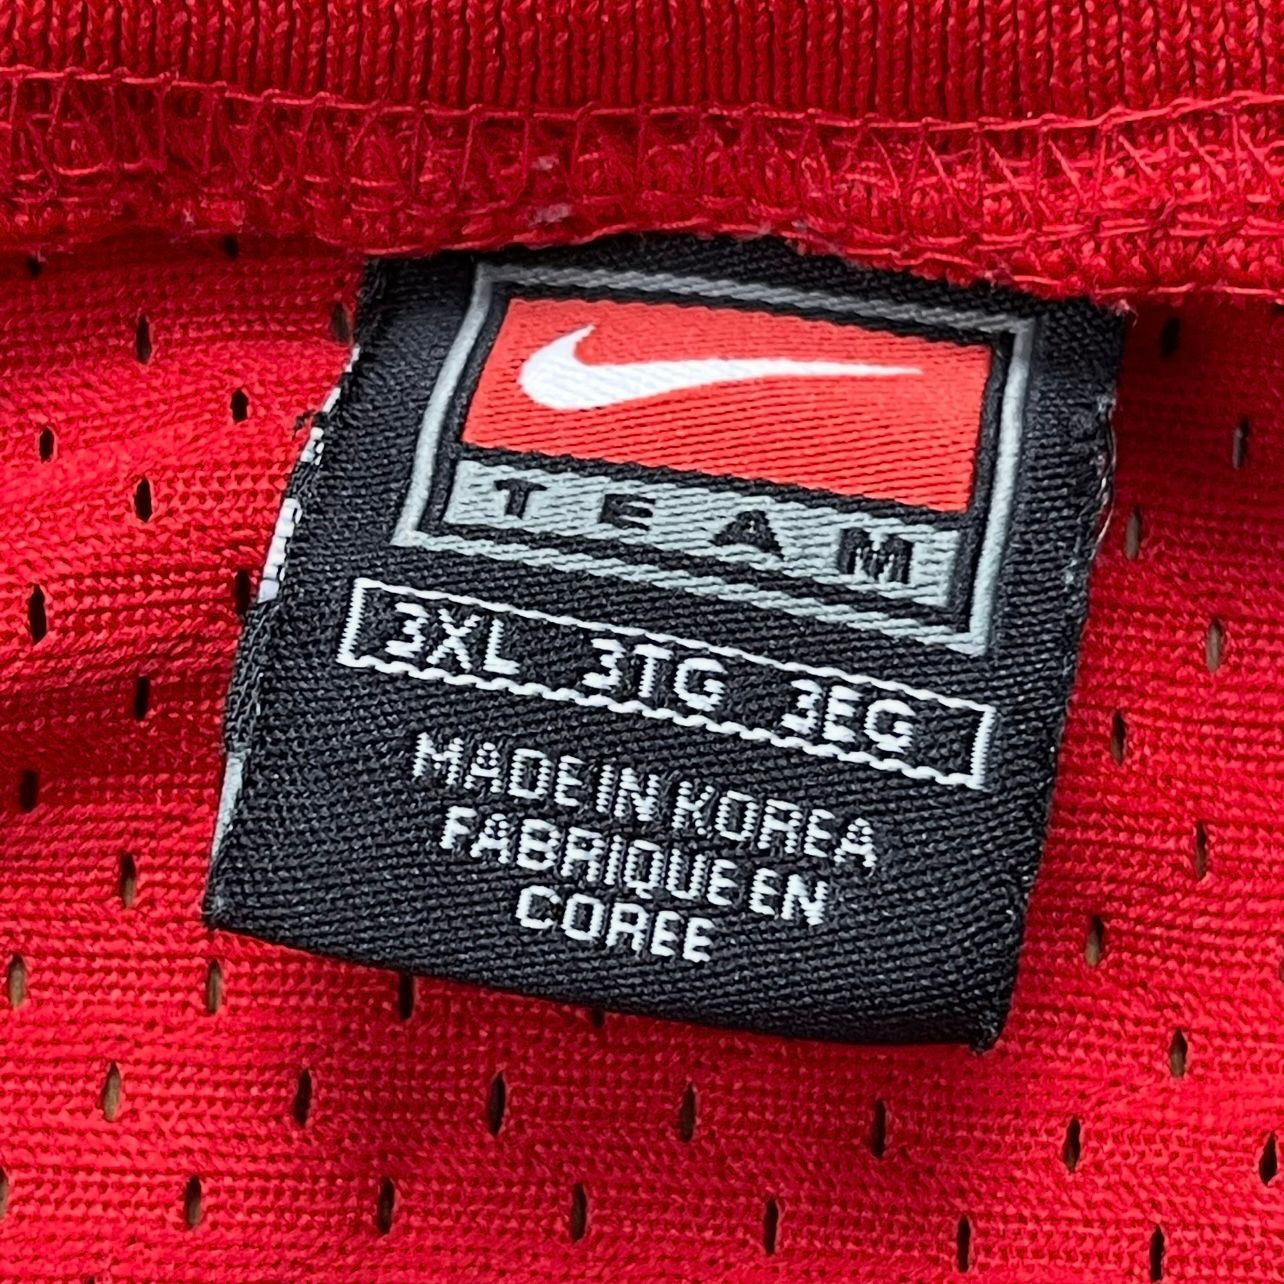 TEAM
3XL 3TG 3EG
MADE IN KOREA
FABRIQUE EN
COREE